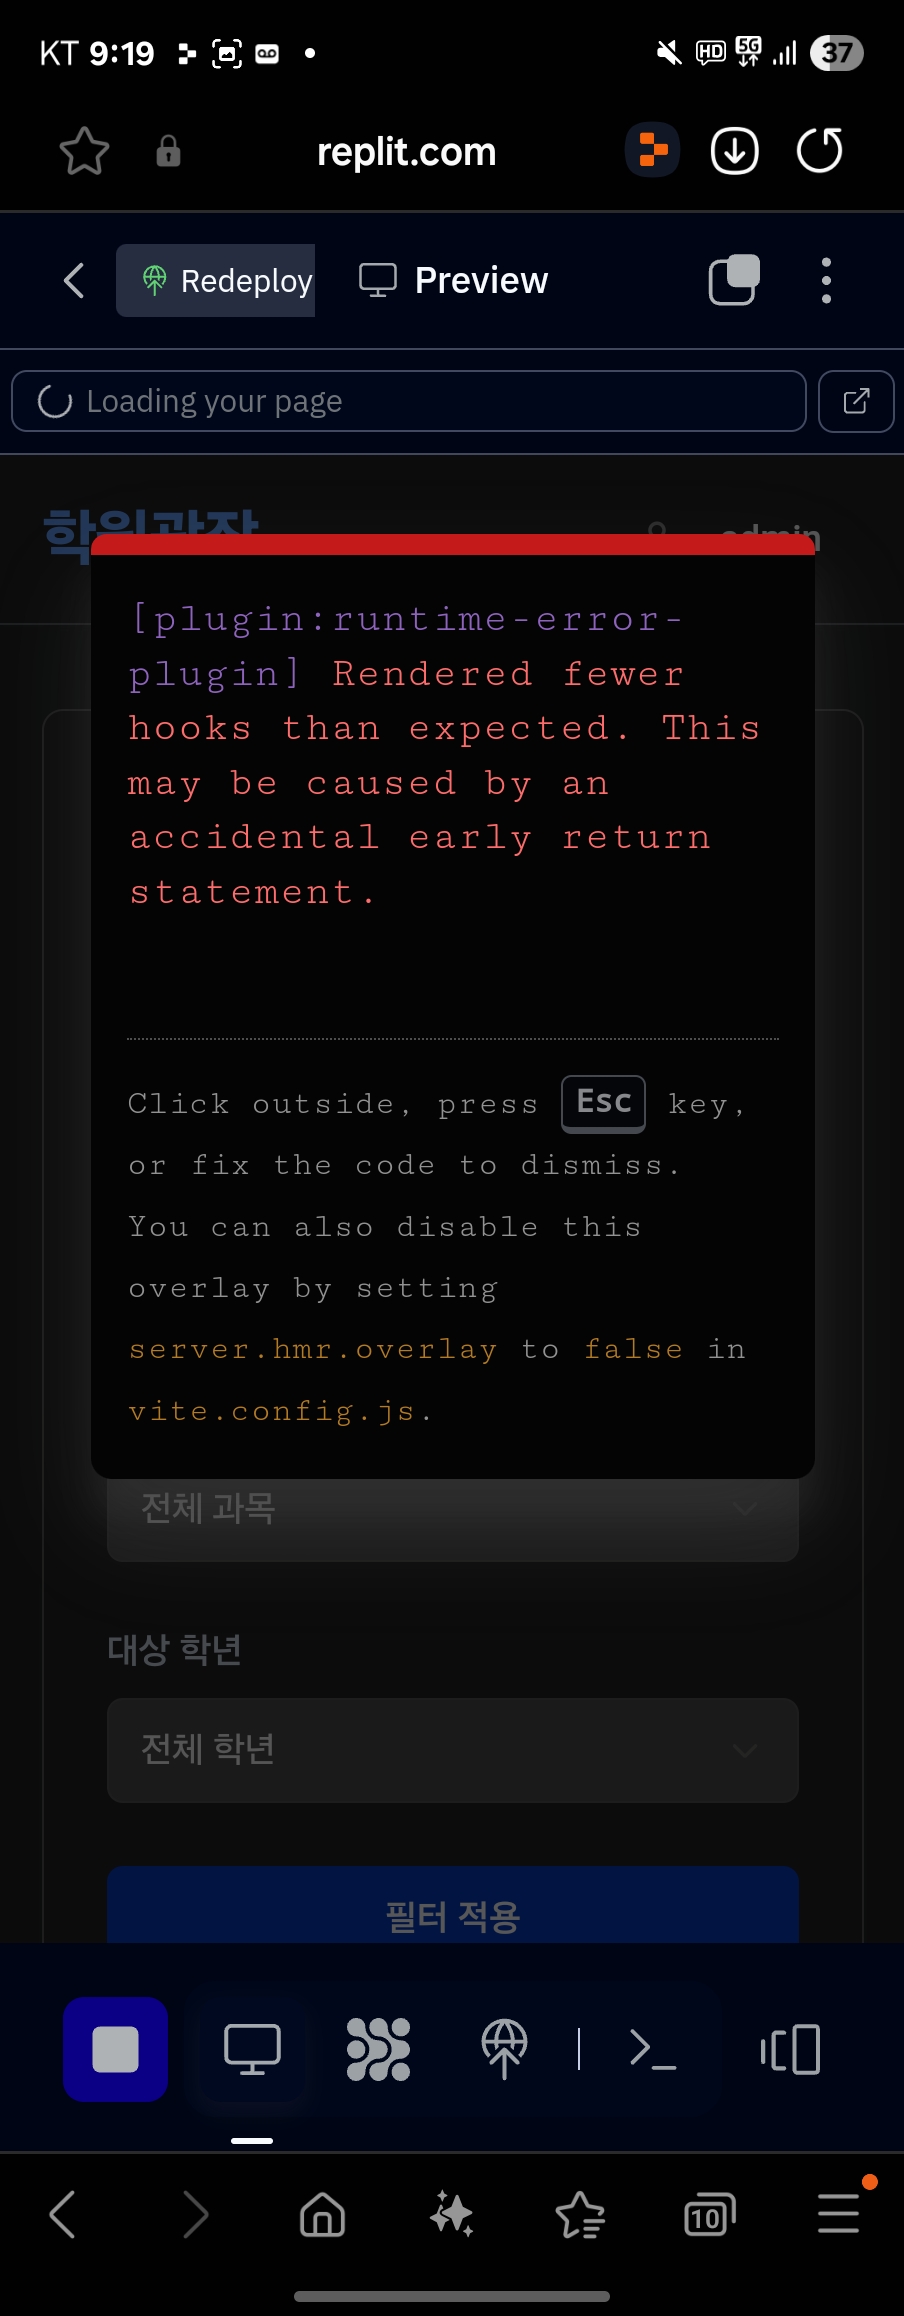 KT 9:19
HD 5G 37
replit.com
Redeploy
Preview
Loading your page
학원광장
admin
[plugin:runtime-error-
plugin] Rendered fewer
hooks than expected. This
may be caused by an
accidental early return
statement.
Click outside, press Esc key,
or fix the code to dismiss.
You can also disable this
overlay by setting
server.hmr.overlay to false in
vite.config.js.
전체 과목
대상 학년
전체 학년
필터 적용
10